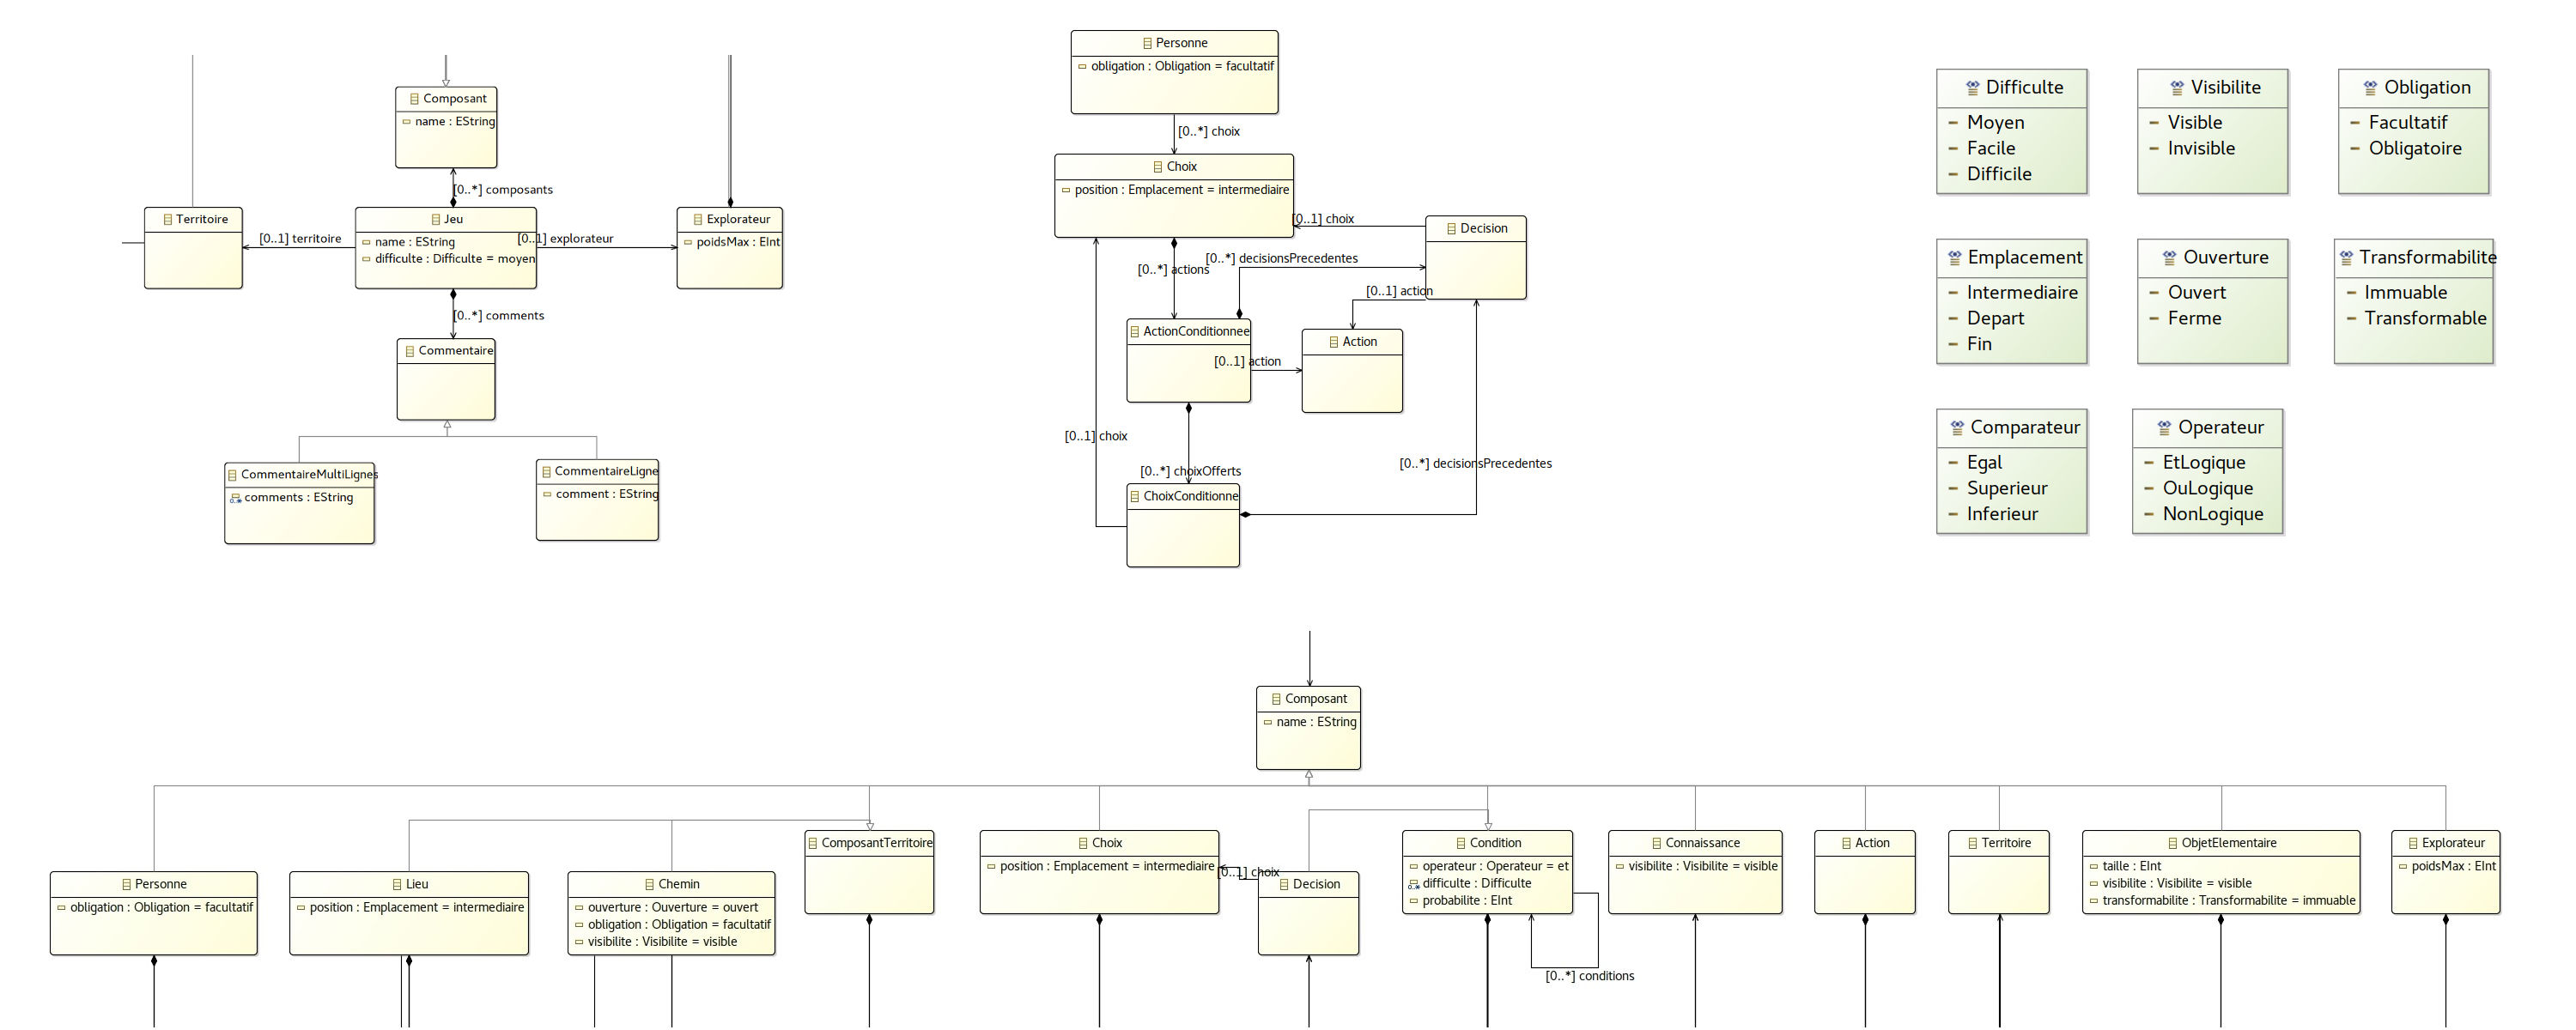 Composant
name : EString
[0..*] composants
Territoire
[0..1] territoire
Jeu
name : EString
difficulte : Difficulte = moyen
[0..1] explorateur
Explorateur
poidsMax : EInt
[0..*] comments
Commentaire
CommentaireMultiLignes
comments : EString
CommentaireLigne
comment : EString
Personne
obligation : Obligation = facultatif
[0..*] choix
Choix
position : Emplacement = intermediaire
[0..1] choix
Decision
[0..*] decisionsPrecedentes
[0..*] actions
[0..1] action
ActionConditionnee
Action
[0..1] action
[0..1] choix
[0..*] choixOfferts
[0..*] decisionsPrecedentes
ChoixConditionne
Difficulte
Moyen
Facile
Difficile
Visibilite
Visible
Invisible
Obligation
Facultatif
Obligatoire
Emplacement
Intermediaire
Depart
Fin
Ouverture
Ouvert
Ferme
Transformabilite
Immuable
Transformable
Comparateur
Egal
Superieur
Inferieur
Operateur
EtLogique
OuLogique
NonLogique
Composant
name : EString
Personne
obligation : Obligation = facultatif
Lieu
position : Emplacement = intermediaire
Chemin
ouverture : Ouverture = ouvert
obligation : Obligation = facultatif
visibilite : Visibilite = visible
ComposantTerritoire
Choix
position : Emplacement = intermediaire
[0..1] choix
Decision
Condition
operateur : Operateur = et
difficulte : Difficulte
probabilite : EInt
[0..*] conditions
Connaissance
visibilite : Visibilite = visible
Action
Territoire
ObjetElementaire
taille : EInt
visibilite : Visibilite = visible
transformabilite : Transformabilite = immuable
Explorateur
poidsMax : EInt